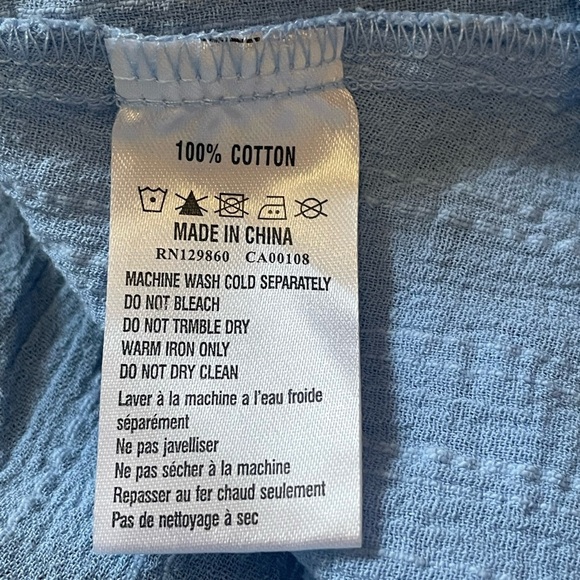 100% COTTON
MADE IN CHINA
RN129860 CA00108
MACHINE WASH COLD SEPARATELY
DO NOT BLEACH
DO NOT TRMBLE DRY
WARM IRON ONLY
DO NOT DRY CLEAN
Laver à la machine a l'eau froide
séparément
Ne pas javelliser
Ne pas sécher à la machine
Repasser au fer chaud seulement
Pas de nettoyage à sec